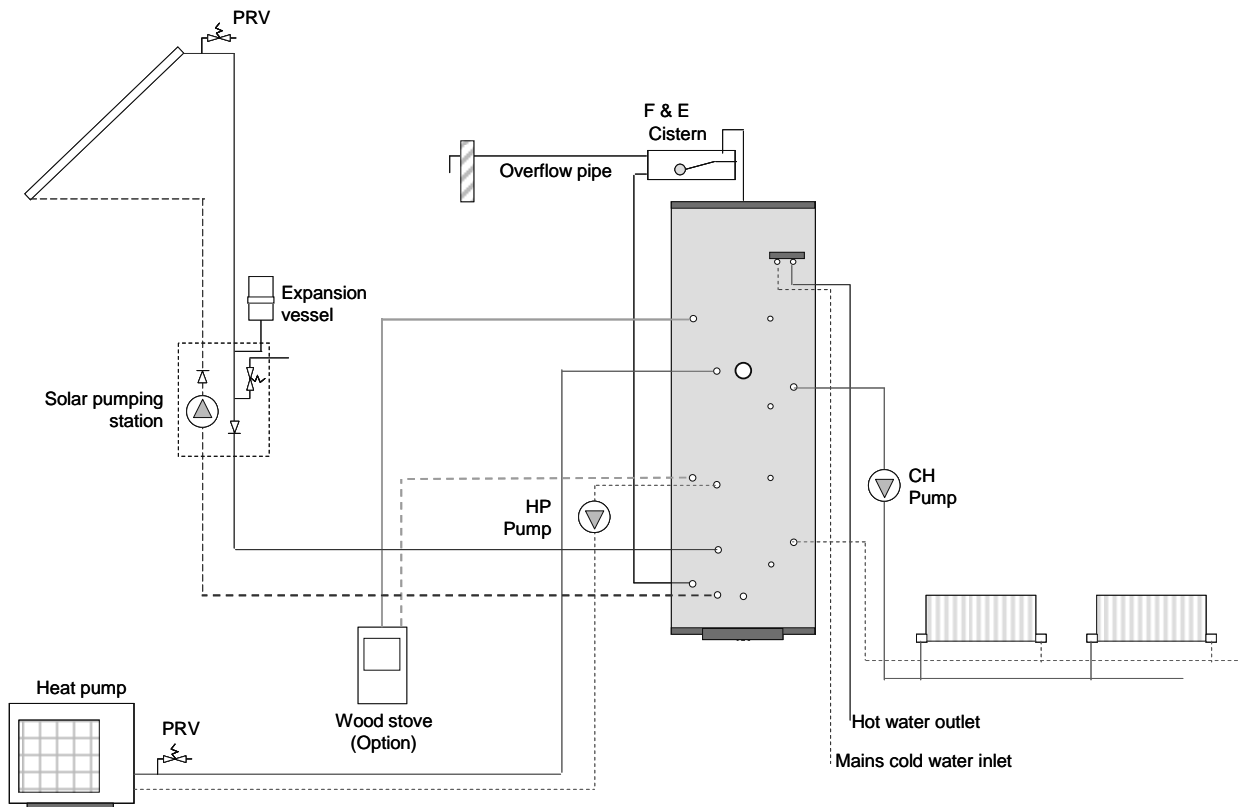 PRV
F & E
Cistern
Overflow pipe
Expansion
vessel
Solar pumping
station
CH
Pump
HP
Pump
Heat pump
PRV
Wood stove
(Option)
Hot water outlet
Mains cold water inlet